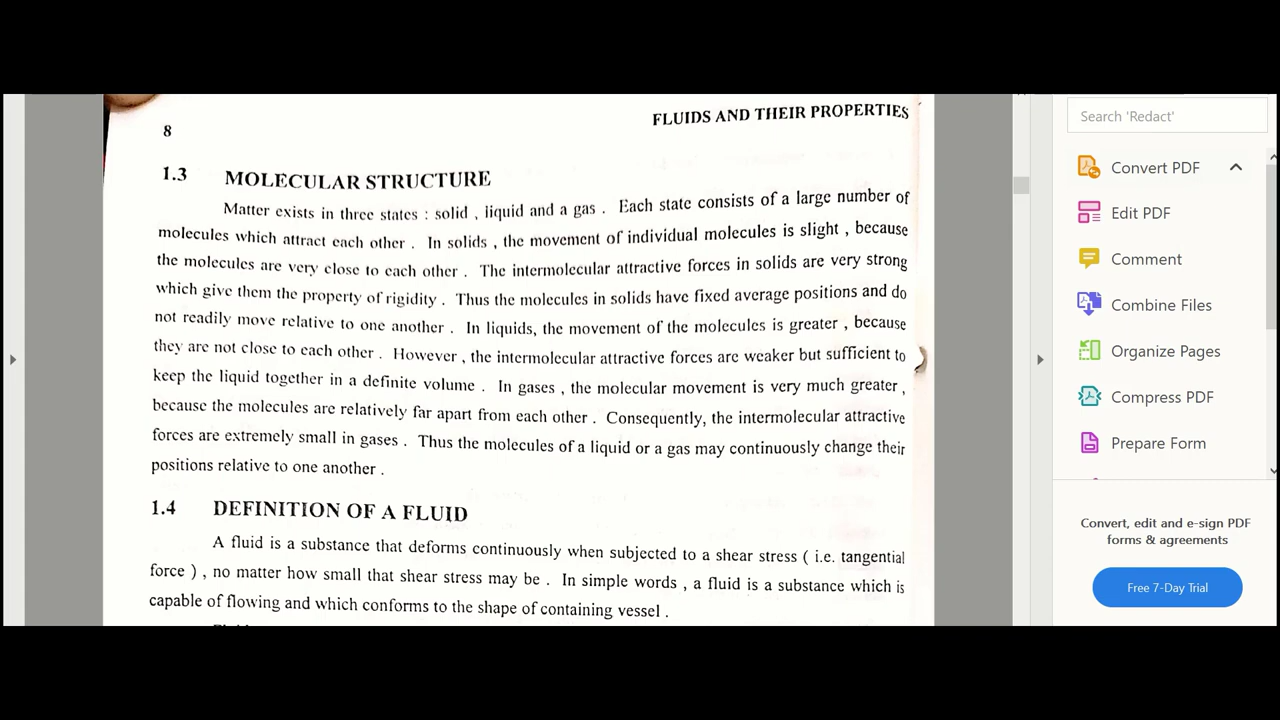 FLUIDS AND THEIR PROPERTIES
8
1.3 MOLECULAR STRUCTURE
Matter exists in three states : solid , liquid and a gas . Each state consists of a large number of
molecules which attract each other . In solids , the movement of individual molecules is slight , because
the molecules are very close to each other . The intermolecular attractive forces in solids are very strong
which give them the property of rigidity . Thus the molecules in solids have fixed average positions and do
not readily move relative to one another . In liquids, the movement of the molecules is greater , because
they are not close to each other . However , the intermolecular attractive forces are weaker but sufficient to
keep the liquid together in a definite volume . In gases , the molecular movement is very much greater ,
because the molecules are relatively far apart from each other . Consequently, the intermolecular attractive
forces are extremely small in gases . Thus the molecules of a liquid or a gas may continuously change their
positions relative to one another .
1.4 DEFINITION OF A FLUID
A fluid is a substance that deforms continuously when subjected to a shear stress ( i.e. tangential
force ) , no matter how small that shear stress may be . In simple words , a fluid is a substance which is
capable of flowing and which conforms to the shape of containing vessel .
Search 'Redact'
Convert PDF
Edit PDF
Comment
Combine Files
Organize Pages
Compress PDF
Prepare Form
Convert, edit and e-sign PDF
forms & agreements
Free 7-Day Trial